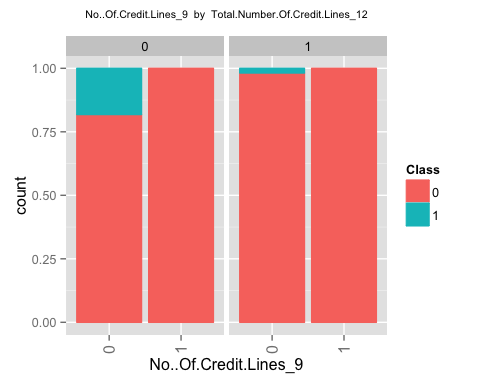 No..Of.Credit.Lines_9 by Total.Number.Of.Credit.Lines_12
0 1
1.00
0.75
0.50
0.25
0.00
count
0 1 0 1
No..Of.Credit.Lines_9
Class
0
1